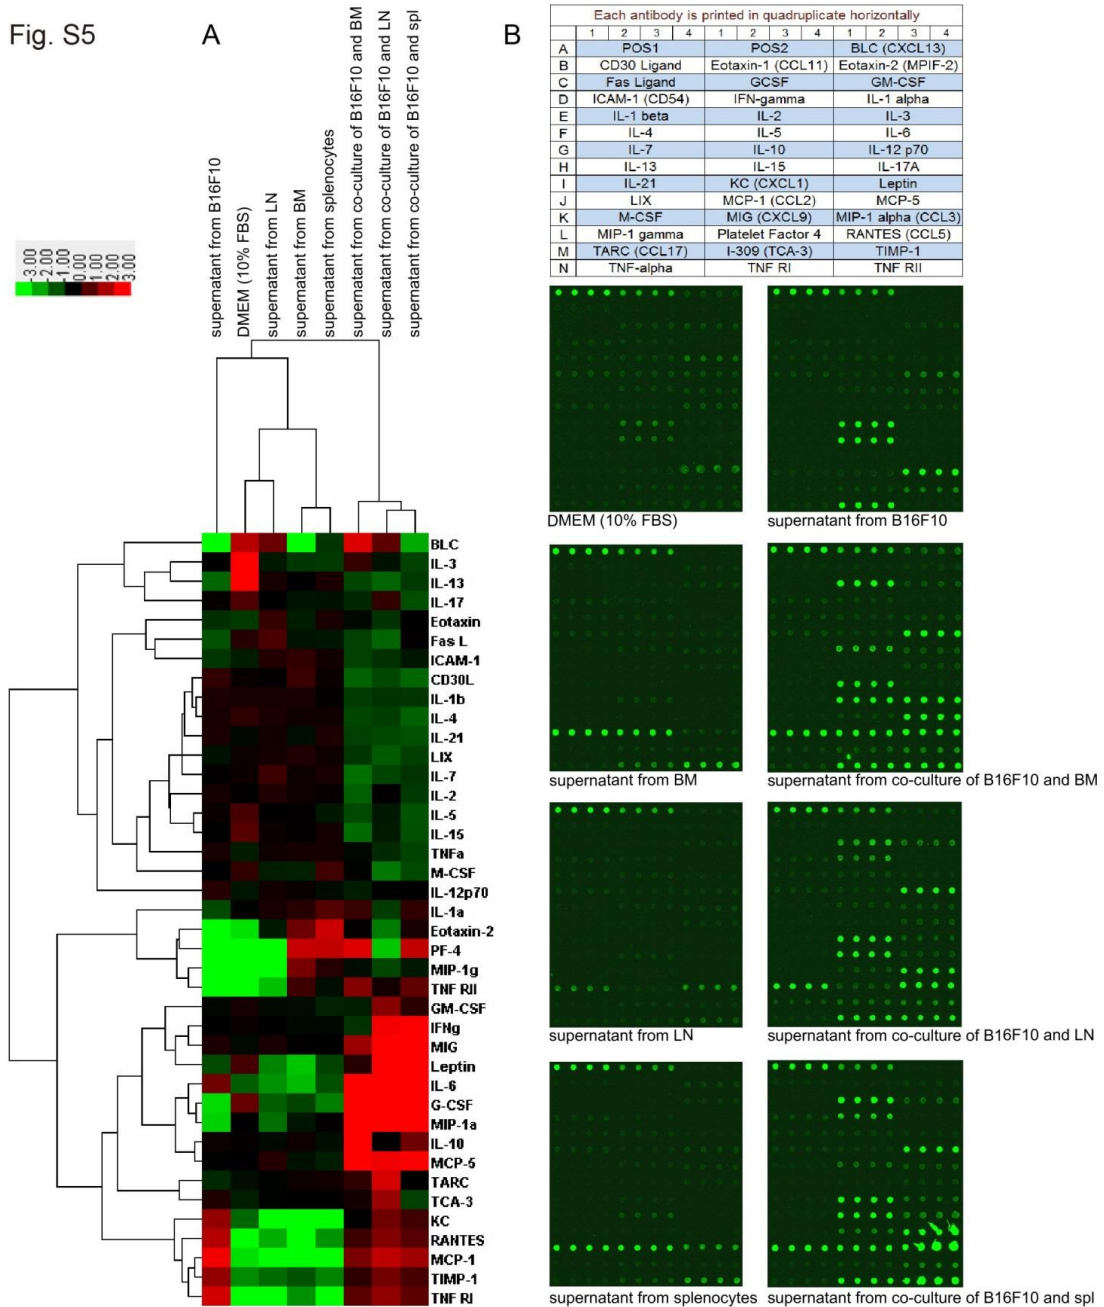 Fig. S5
A
B
-3.00
-2.00
-1.00
0.00
1.00
2.00
3.00
supernatant from B16F10
DMEM (10% FBS)
supernatant from LN
supernatant from BM
supernatant from splenocytes
supernatant from co-culture of B16F10 and BM
supernatant from co-culture of B16F10 and LN
supernatant from co-culture of B16F10 and spl
BLC
IL-3
IL-13
IL-17
Eotaxin
Fas L
ICAM-1
CD30L
IL-1b
IL-4
IL-21
LIX
IL-7
IL-2
IL-5
IL-15
TNFa
M-CSF
IL-12p70
IL-1a
Eotaxin-2
PF-4
MIP-1g
TNF RII
GM-CSF
IFNg
MIG
Leptin
IL-6
G-CSF
MIP-1a
IL-10
MCP-5
TARC
TCA-3
KC
RANTES
MCP-1
TIMP-1
TNF RI
Each antibody is printed in quadruplicate horizontally
1 2 3 4 1 2 3 4 1 2 3 4
A POS1 POS2 BLC (CXCL13)
B CD30 Ligand Eotaxin-1 (CCL11) Eotaxin-2 (MPIF-2)
C Fas Ligand GCSF GM-CSF
D ICAM-1 (CD54) IFN-gamma IL-1 alpha
E IL-1 beta IL-2 IL-3
F IL-4 IL-5 IL-6
G IL-7 IL-10 IL-12 p70
H IL-13 IL-15 IL-17A
I IL-21 KC (CXCL1) Leptin
J LIX MCP-1 (CCL2) MCP-5
K M-CSF MIG (CXCL9) MIP-1 alpha (CCL3)
L MIP-1 gamma Platelet Factor 4 RANTES (CCL5)
M TARC (CCL17) I-309 (TCA-3) TIMP-1
N TNF-alpha TNF RI TNF RII
DMEM (10% FBS)
supernatant from B16F10
supernatant from BM
supernatant from co-culture of B16F10 and BM
supernatant from LN
supernatant from co-culture of B16F10 and LN
supernatant from splenocytes
supernatant from co-culture of B16F10 and spl